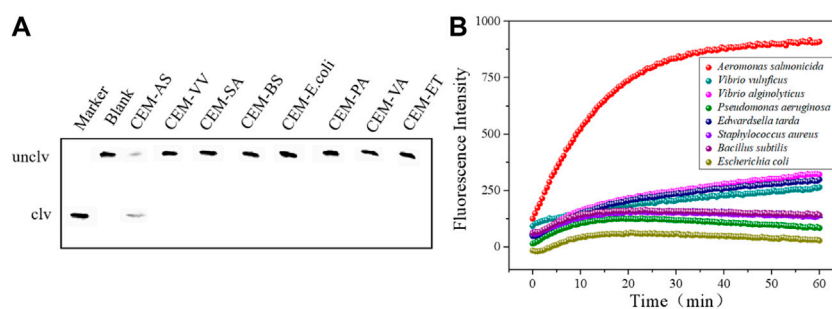 A
Marker
Blank
CEM-AS
CEM-VV
CEM-SA
CEM-BS
CEM-E.coli
CEM-PA
CEM-VA
CEM-ET
unclv
clv
B
Fluorescence Intensity
1000
750
500
250
0
Aeromonas salmonicida
Vibrio vulnificus
Vibrio alginolyticus
Pseudomonas aeruginosa
Edwardsella tarda
Staphylococcus aureus
Bacillus subtilis
Escherichia coli
0 10 20 30 40 50 60
Time（min）